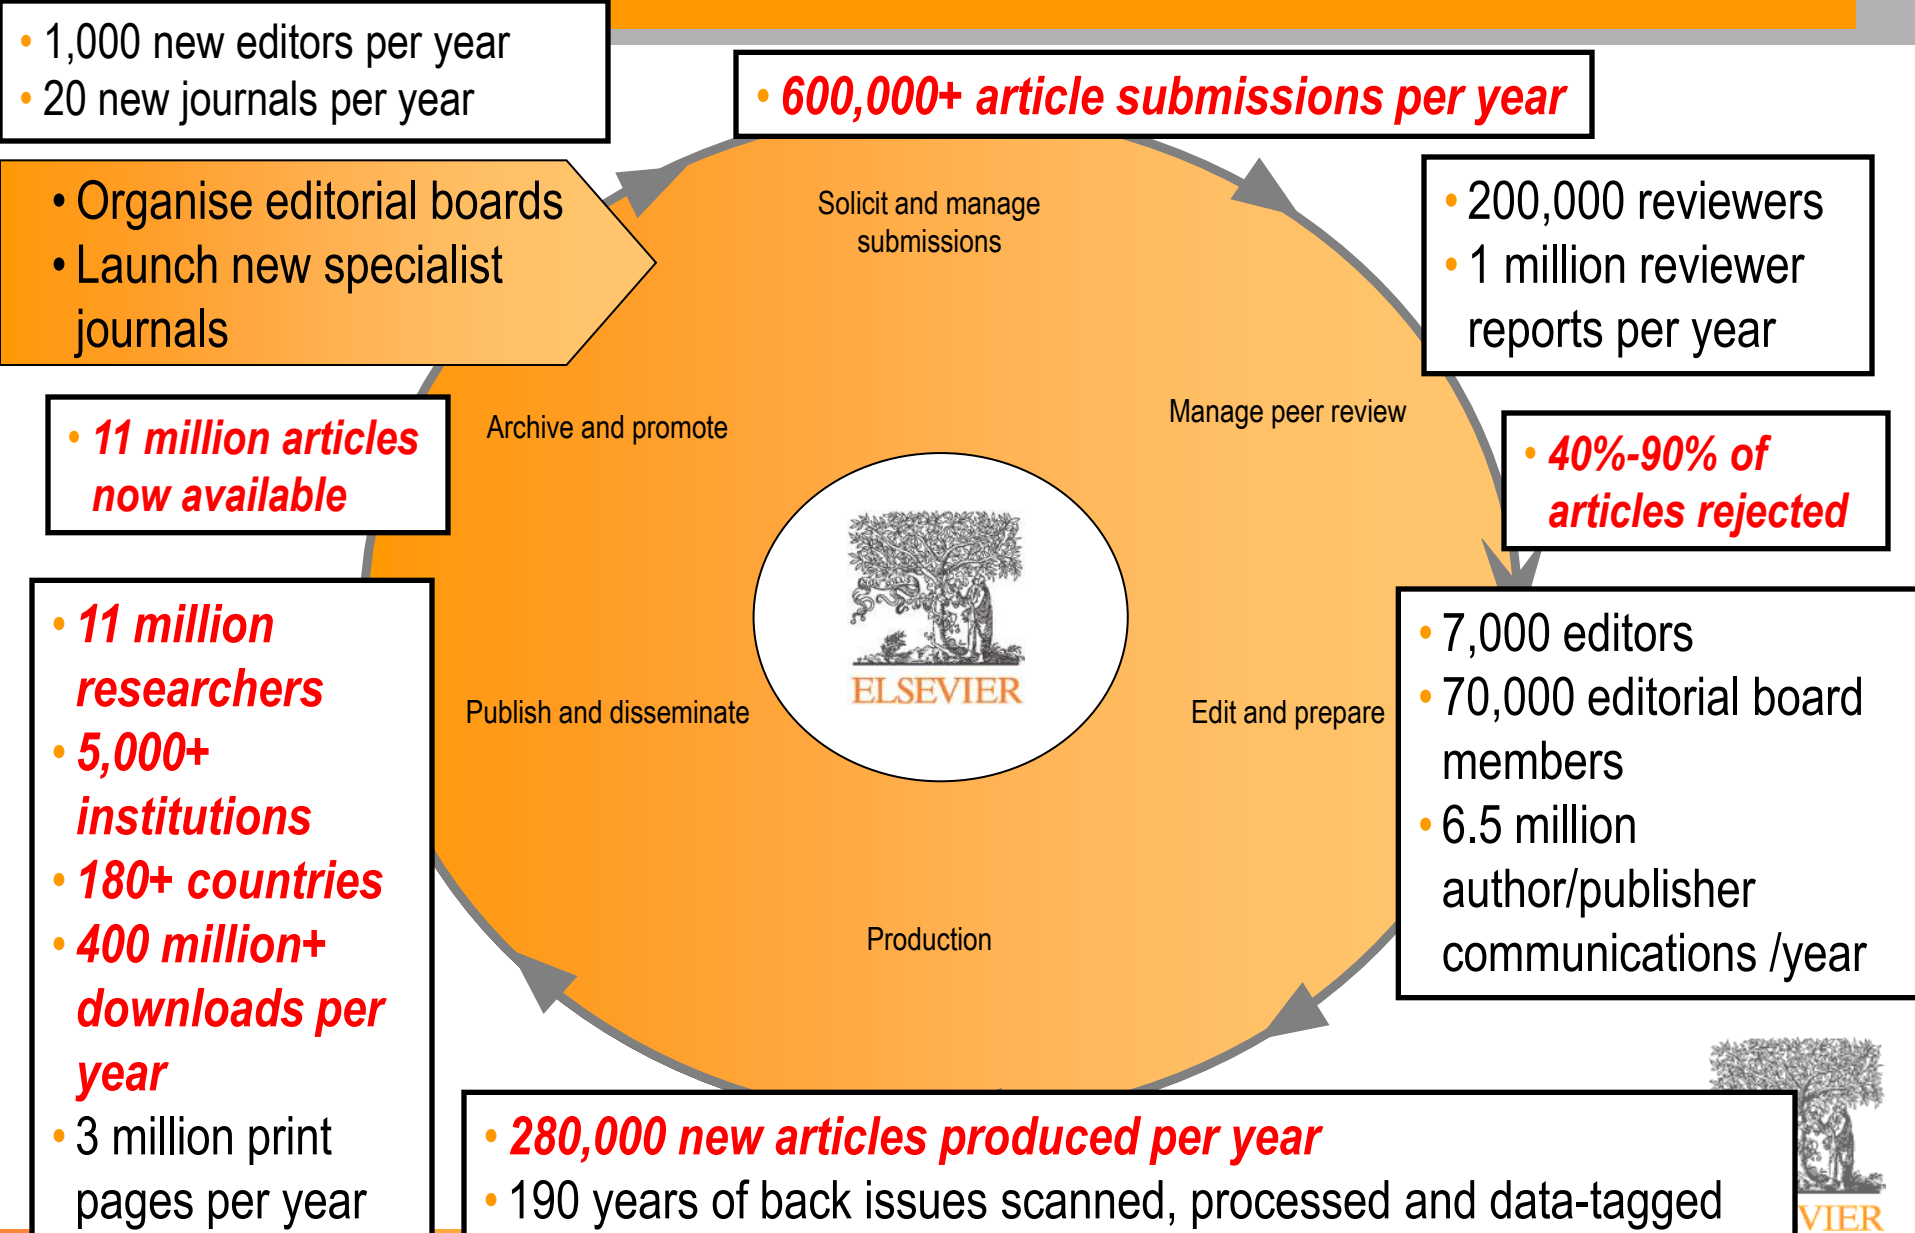 • 1,000 new editors per year
• 20 new journals per year
• 600,000+ article submissions per year
• Organise editorial boards
• Launch new specialist
journals
Solicit and manage
submissions
• 200,000 reviewers
• 1 million reviewer
reports per year
Archive and promote
Manage peer review
• 11 million articles
now available
• 40%-90% of
articles rejected
ELSEVIER
• 11 million
researchers
• 5,000+
institutions
• 180+ countries
• 400 million+
downloads per
year
• 3 million print
pages per year
Publish and disseminate
Edit and prepare
• 7,000 editors
• 70,000 editorial board
members
• 6.5 million
author/publisher
communications /year
Production
• 280,000 new articles produced per year
• 190 years of back issues scanned, processed and data-tagged
VIER